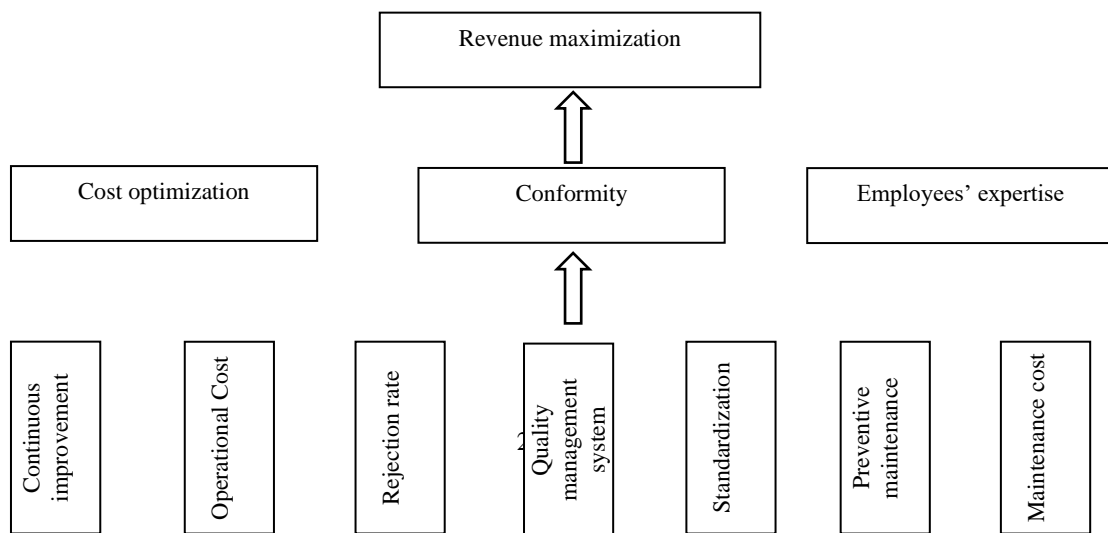 Revenue maximization
Cost optimization
Conformity
Employees’ expertise
Continuous
improvement
Operational Cost
Rejection rate
Quality
management
system
Standardization
Preventive
maintenance
Maintenance cost